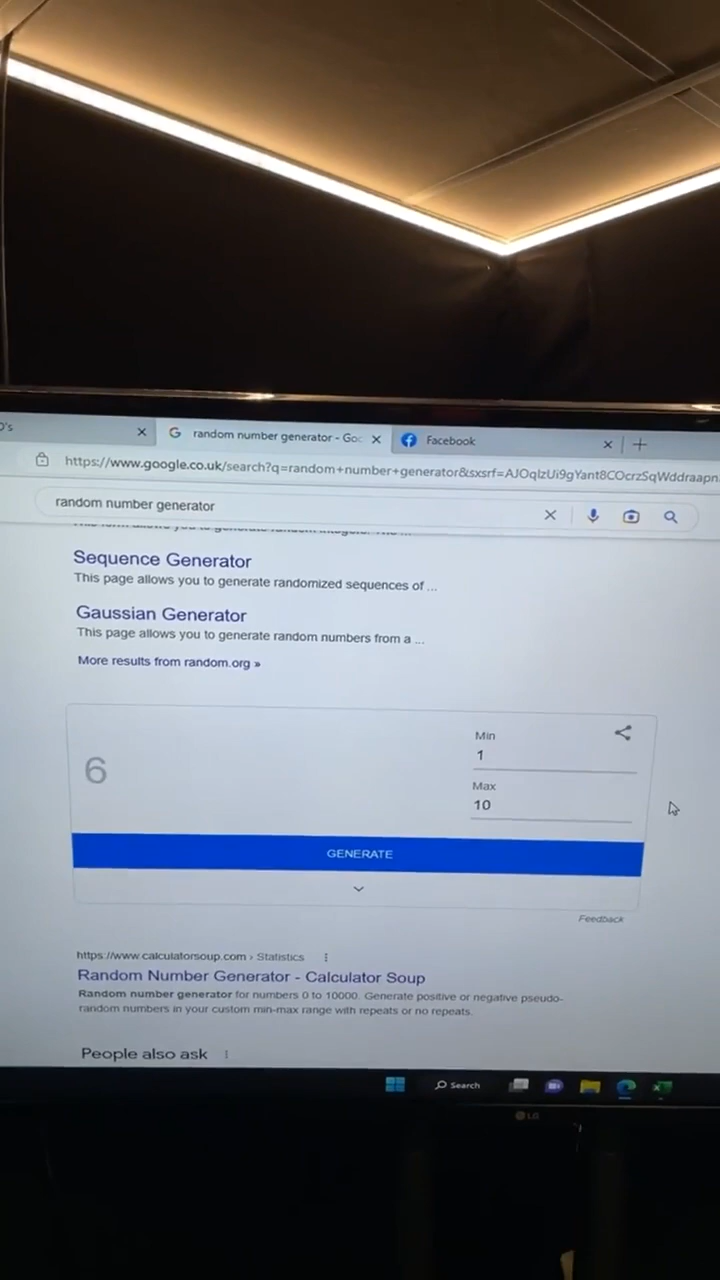 random number generator - Goo
Facebook
https://www.google.co.uk/search?q=random+number+generator&sxsrf=AJOqlzUi9gYant8COcrzSqWddraapn
random number generator
Sequence Generator
This page allows you to generate randomized sequences of ...
Gaussian Generator
This page allows you to generate random numbers from a ...
More results from random.org »
Min
1
6
Max
10
GENERATE
Feedback
https://www.calculatorsoup.com › Statistics
Random Number Generator - Calculator Soup
Random number generator for numbers 0 to 10000. Generate positive or negative pseudo-
random numbers in your custom min-max range with repeats or no repeats.
People also ask
Search
LG